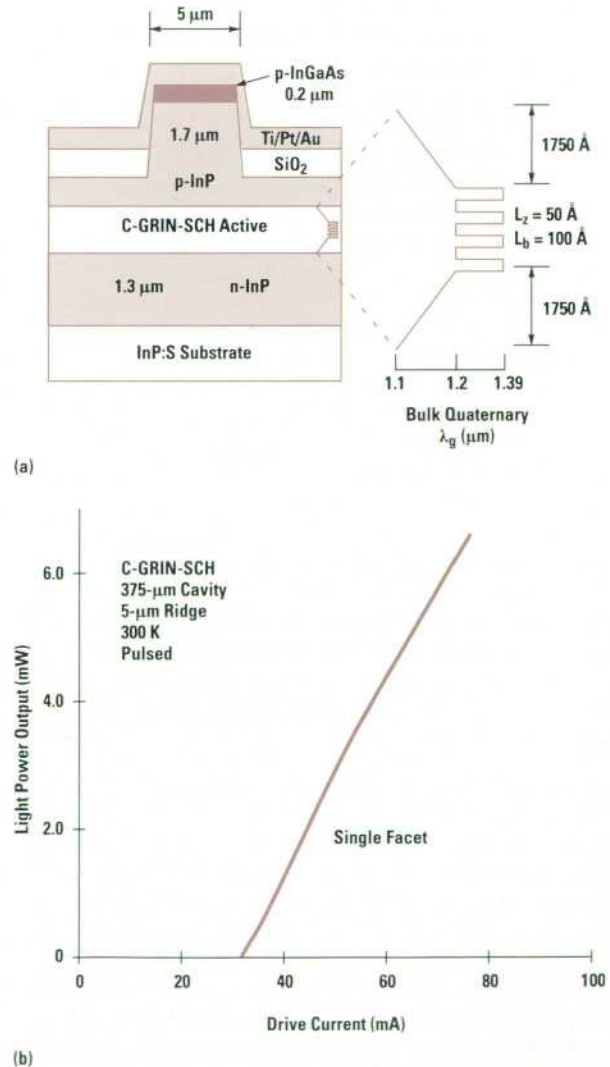 5 µm
p-InGaAs
0.2 µm
1.7 µm
Ti/Pt/Au
SiO₂
p-InP
C-GRIN-SCH Active
1.3 µm n-InP
InP:S Substrate
1750 Å
L_z = 50 Å
L_b = 100 Å
1750 Å
1.1 1.2 1.39
Bulk Quaternary
λ_g (µm)
(a)
C-GRIN-SCH
375-µm Cavity
5-µm Ridge
300 K
Pulsed
Single Facet
Light Power Output (mW)
6.0
4.0
2.0
0
0 20 40 60 80 100
Drive Current (mA)
(b)